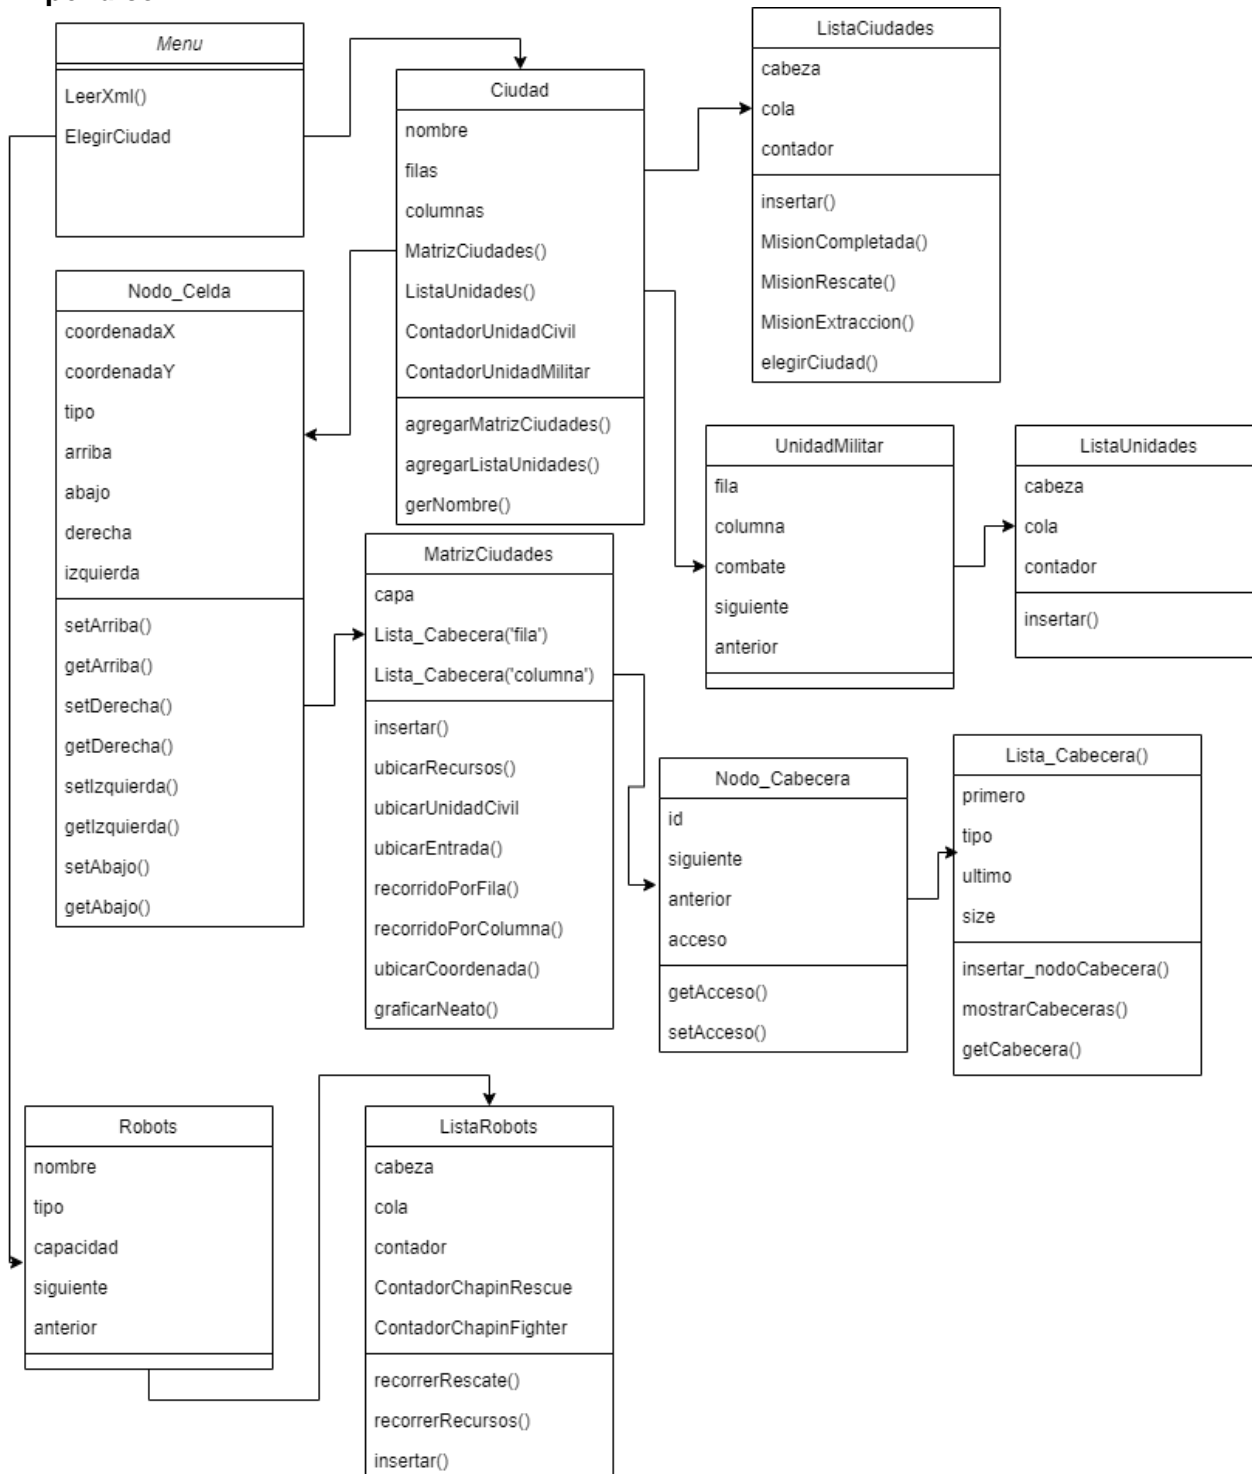 Menu
LeerXml()
ElegirCiudad
Ciudad
nombre
filas
columnas
MatrizCiudades()
ListaUnidades()
ContadorUnidadCivil
ContadorUnidadMilitar
agregarMatrizCiudades()
agregarListaUnidades()
gerNombre()
ListaCiudades
cabeza
cola
contador
insertar()
MisionCompletada()
MisionRescate()
MisionExtraccion()
elegirCiudad()
Nodo_Celda
coordenadaX
coordenadaY
tipo
arriba
abajo
derecha
izquierda
setArriba()
getArriba()
setDerecha()
getDerecha()
setIzquierda()
getIzquierda()
setAbajo()
getAbajo()
MatrizCiudades
capa
Lista_Cabecera('fila')
Lista_Cabecera('columna')
insertar()
ubicarRecursos()
ubicarUnidadCivil
ubicarEntrada()
recorridoPorFila()
recorridoPorColumna()
ubicarCoordenada()
graficarNeato()
UnidadMilitar
fila
columna
combate
siguiente
anterior
ListaUnidades
cabeza
cola
contador
insertar()
Nodo_Cabecera
id
siguiente
anterior
acceso
getAcceso()
setAcceso()
Lista_Cabecera()
primero
tipo
ultimo
size
insertar_nodoCabecera()
mostrarCabeceras()
getCabecera()
Robots
nombre
tipo
capacidad
siguiente
anterior
ListaRobots
cabeza
cola
contador
ContadorChapinRescue
ContadorChapinFighter
recorrerRescate()
recorrerRecursos()
insertar()